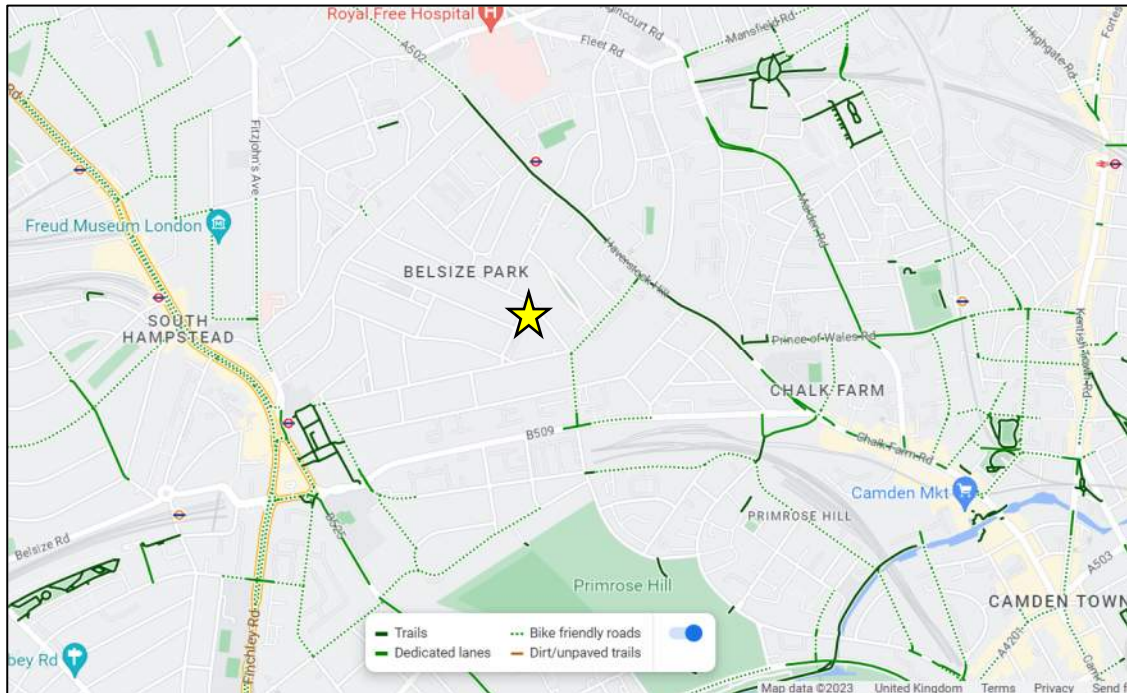 Royal Free Hospital
H
A502
Fleet Rd
Mansfield Rd
Highgate Rd
Fitzjohn's Ave
Freud Museum London
BELSIZE PARK
Haverstock Hill
Malden Rd
SOUTH
HAMPSTEAD
Prince of Wales Rd
Kentish Town Rd
CHALK FARM
B509
Chalk Farm Rd
Camden Mkt
PRIMROSE HILL
B525
Belsize Rd
Primrose Hill
A503
CAMDEN TOWN
A4201
Finchley Rd
bey Rd
Trails
Bike friendly roads
Dedicated lanes
Dirt/unpaved trails
Map data ©2023 United Kingdom Terms Privacy Send f